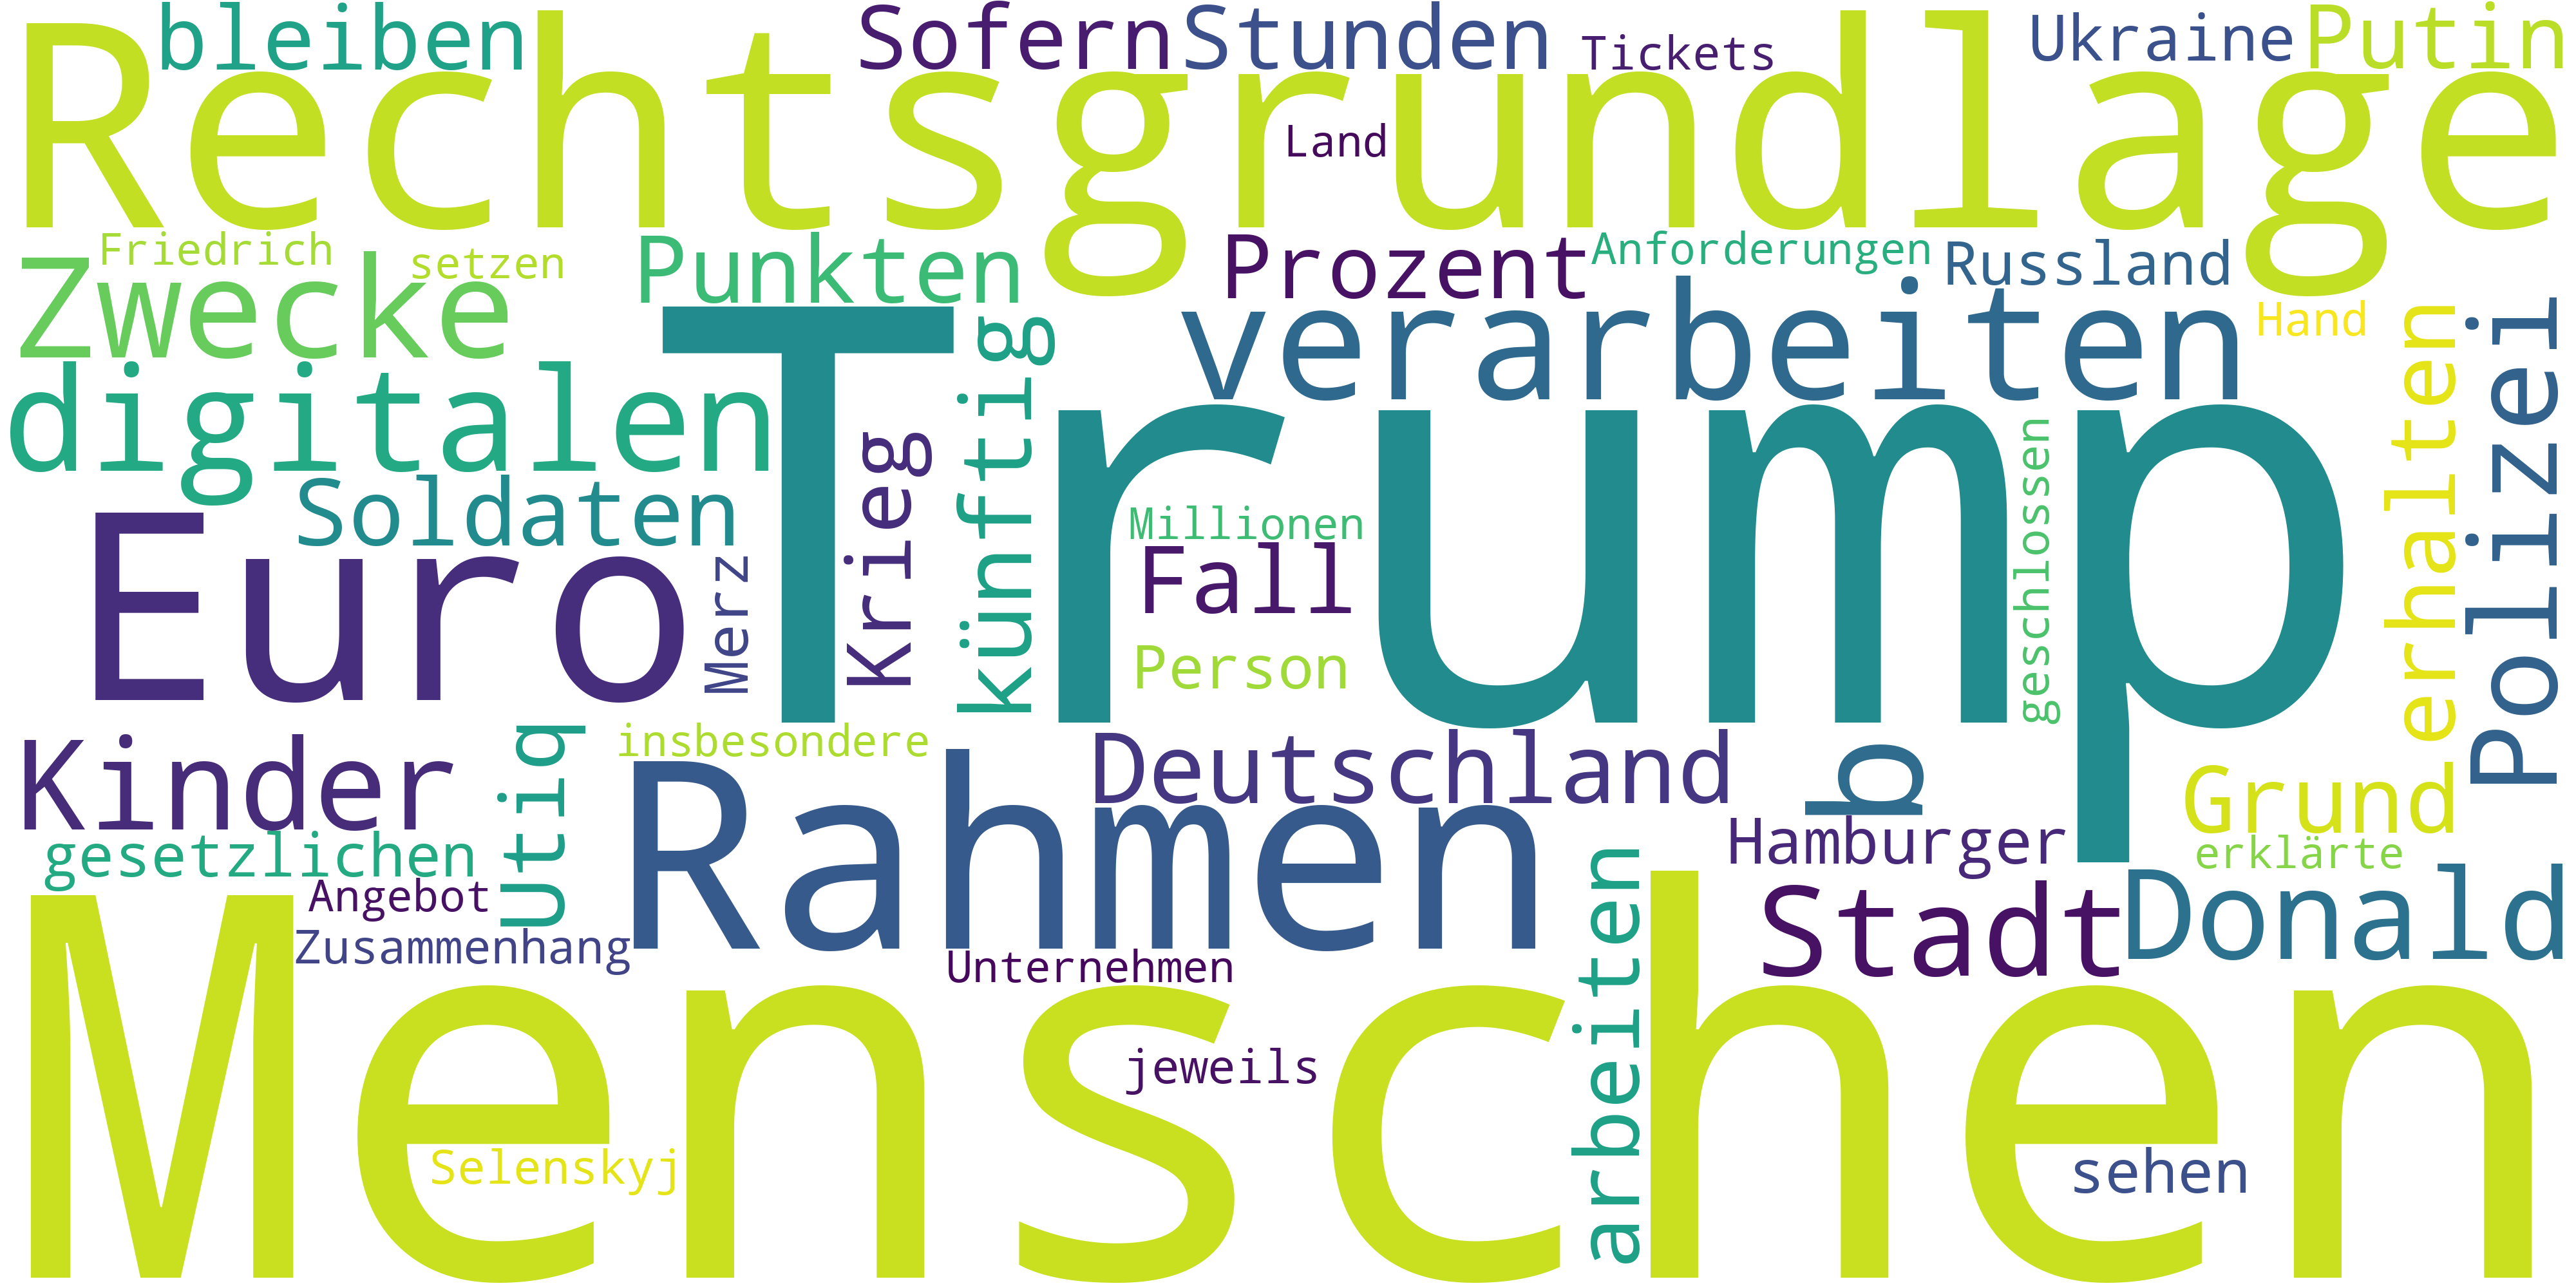 bleiben
Sofern
Stunden
Tickets
Ukraine
Putin
Rechtsgrundlage
Land
Friedrich
setzen
Zwecke
Punkten
Prozent
Anforderungen
Russland
Hand
verarbeiten
digitalen
Trump
Soldaten
Euro
Merz
Krieg
künftig
Millionen
Fall
Person
geschlossen
erhalten
Polizei
Kinder
Utiq
insbesondere
Deutschland
b
Grund
Rahmen
Hamburger
erklärte
gesetzlichen
Angebot
Zusammenhang
Unternehmen
arbeiten
Stadt
Donald
Menschen
jeweils
Selenskyj
sehen